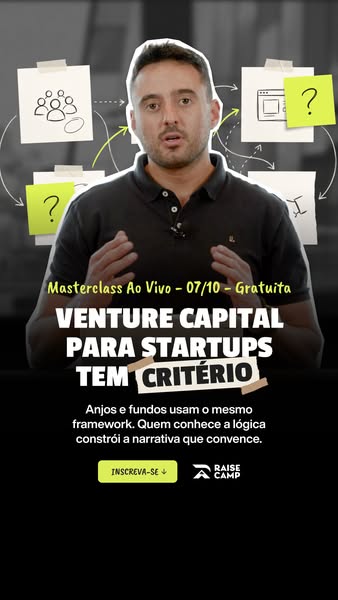 ?
?
Masterclass Ao Vivo - 07/10 - Gratuita
VENTURE CAPITAL
PARA STARTUPS
TEM CRITÉRIO
Anjos e fundos usam o mesmo
framework. Quem conhece a lógica
constrói a narrativa que convence.
INSCREVA-SE ↓
RAISE
CAMP